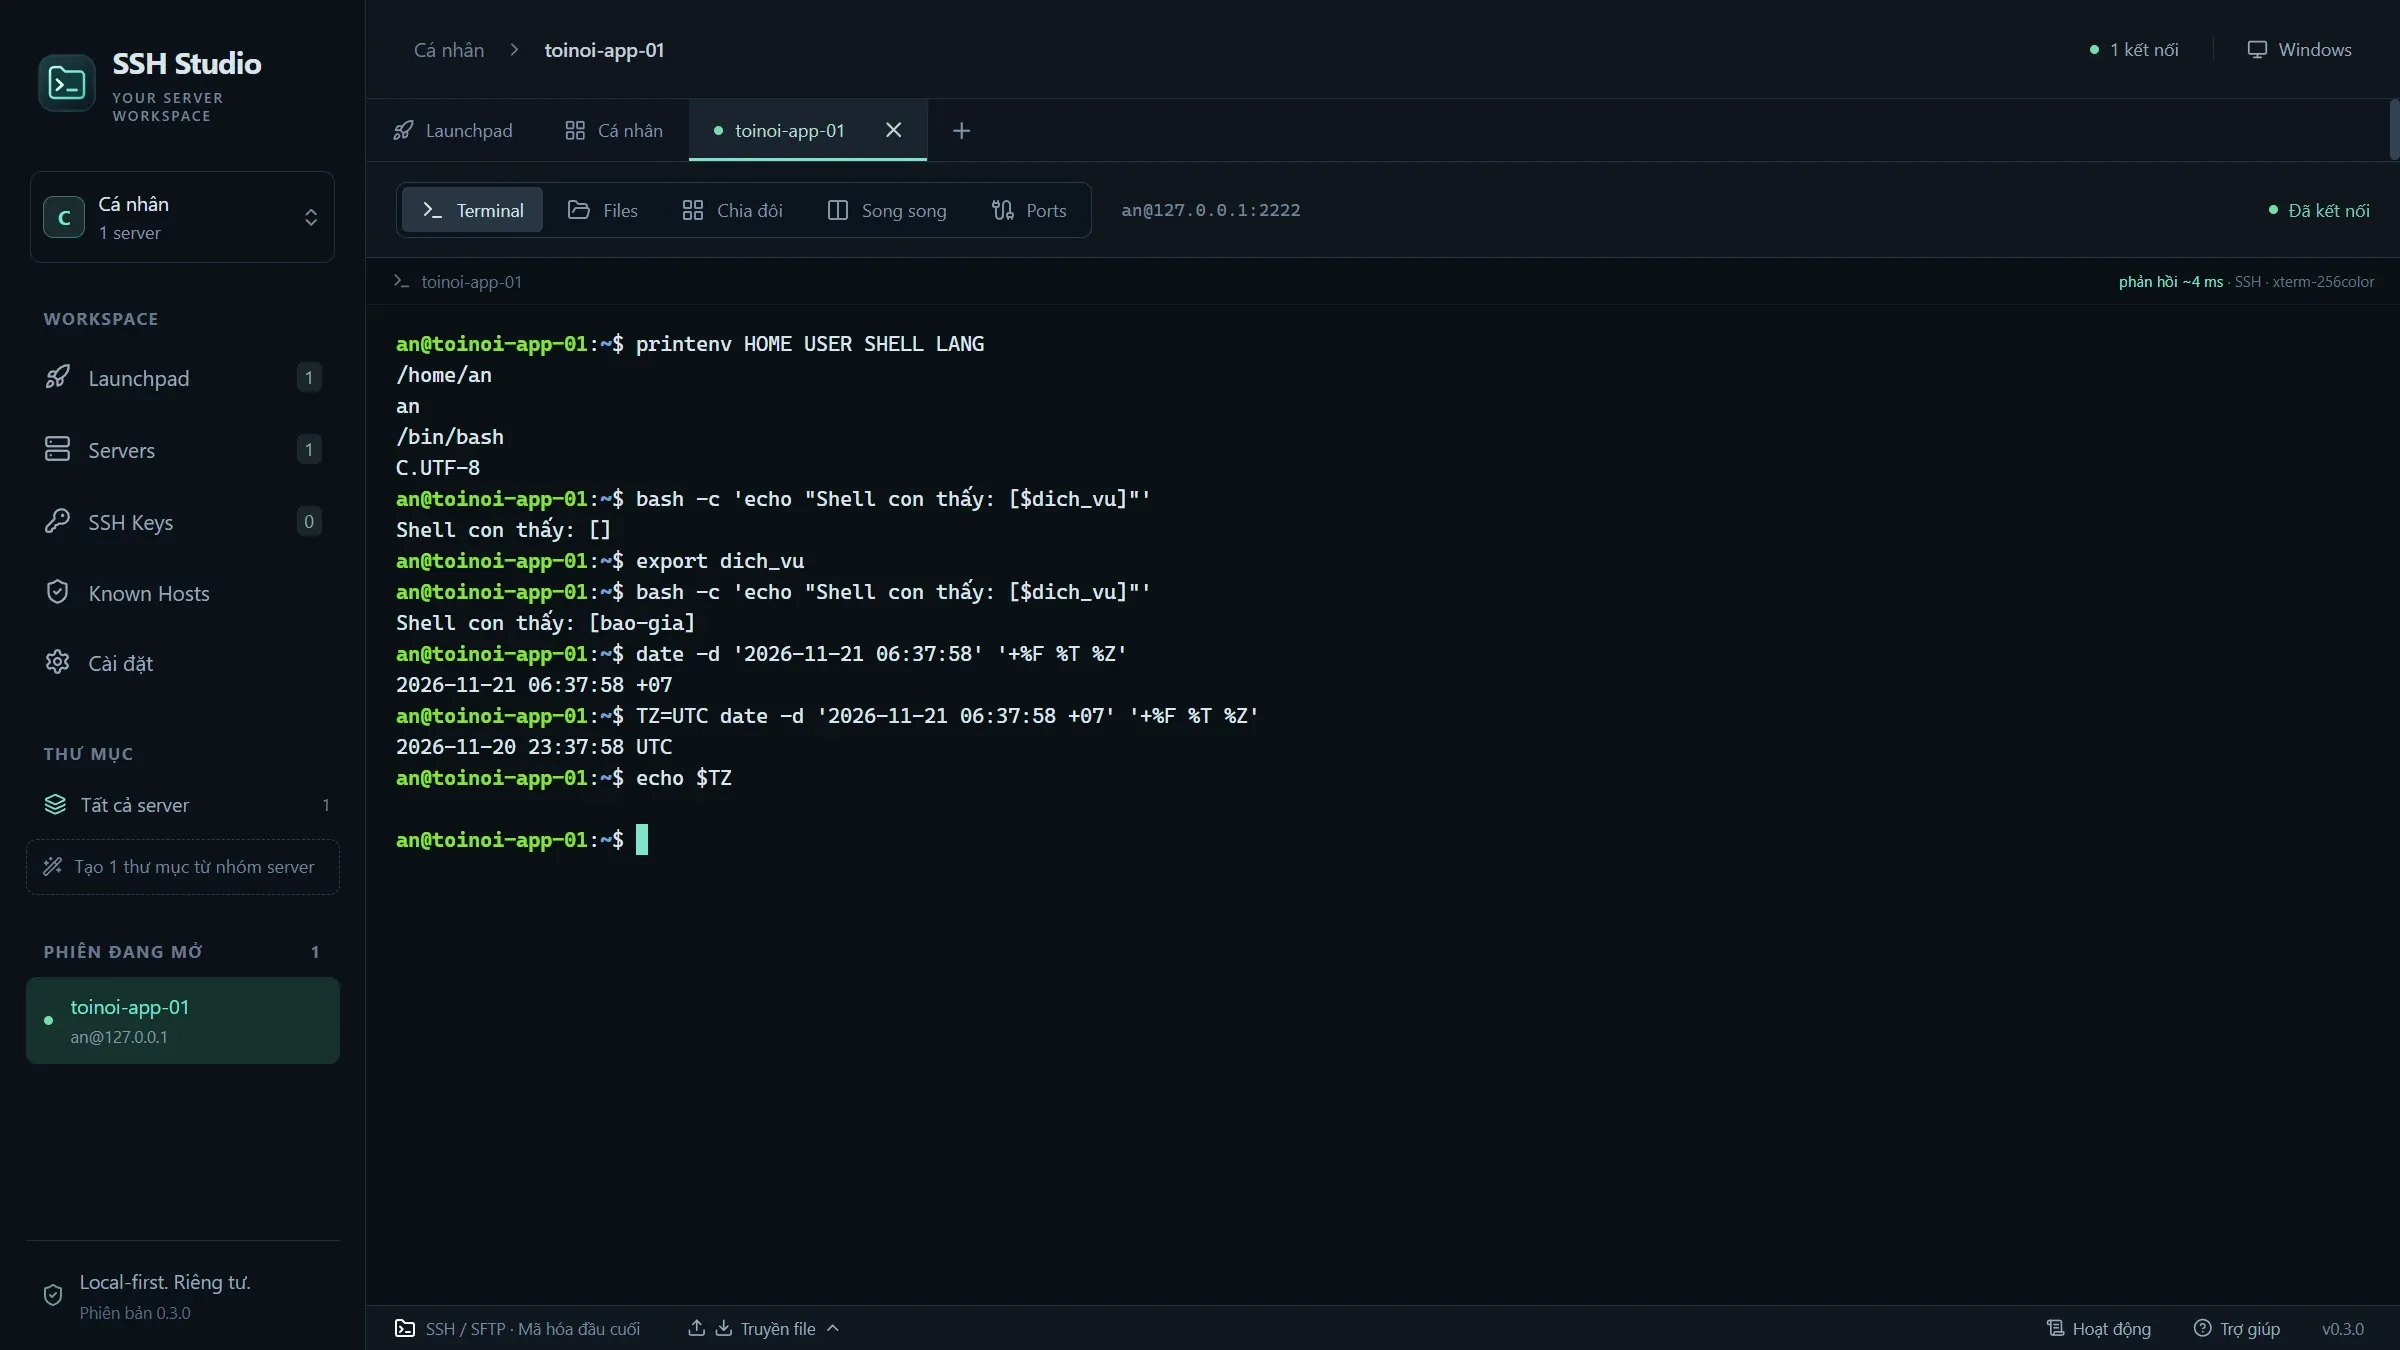 SSH Studio
YOUR SERVER
WORKSPACE
C
Cá nhân
1 server
WORKSPACE
Launchpad 1
Servers 1
SSH Keys 0
Known Hosts
Cài đặt
THƯ MỤC
Tất cả server 1
Tạo 1 thư mục từ nhóm server
PHIÊN ĐANG MỞ 1
toinoi-app-01
an@127.0.0.1
Local-first. Riêng tư.
Phiên bản 0.3.0
Cá nhân > toinoi-app-01
1 kết nối
Windows
Launchpad
Cá nhân
toinoi-app-01
Terminal
Files
Chia đôi
Song song
Ports
an@127.0.0.1:2222
Đã kết nối
toinoi-app-01
phản hồi ~4 ms · SSH · xterm-256color
an@toinoi-app-01:~$ printenv HOME USER SHELL LANG
/home/an
an
/bin/bash
C.UTF-8
an@toinoi-app-01:~$ bash -c 'echo "Shell con thấy: [$dich_vu]"'
Shell con thấy: []
an@toinoi-app-01:~$ export dich_vu
an@toinoi-app-01:~$ bash -c 'echo "Shell con thấy: [$dich_vu]"'
Shell con thấy: [bao-gia]
an@toinoi-app-01:~$ date -d '2026-11-21 06:37:58' '+%F %T %Z'
2026-11-21 06:37:58 +07
an@toinoi-app-01:~$ TZ=UTC date -d '2026-11-21 06:37:58 +07' '+%F %T %Z'
2026-11-20 23:37:58 UTC
an@toinoi-app-01:~$ echo $TZ
an@toinoi-app-01:~$
SSH / SFTP · Mã hóa đầu cuối
Truyền file
Hoạt động
Trợ giúp
v0.3.0